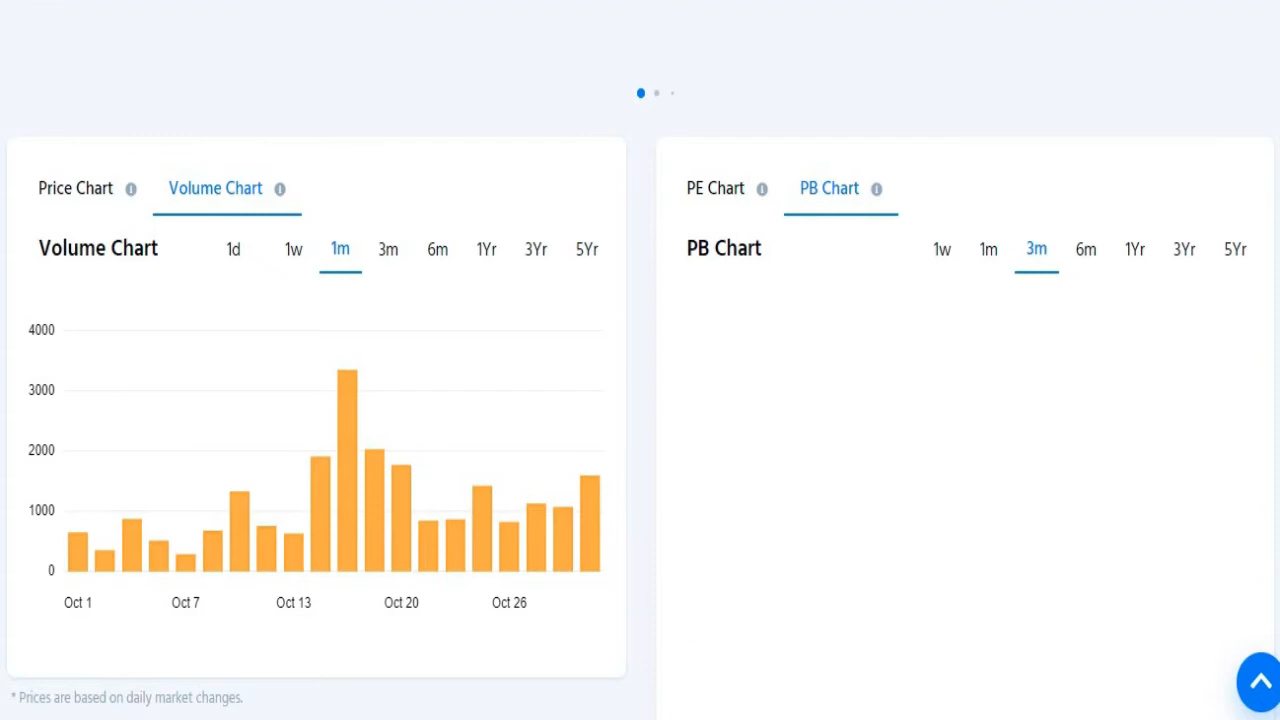 Price Chart Volume Chart
Volume Chart 1d 1w 1m 3m 6m 1Yr 3Yr 5Yr
4000
3000
2000
1000
0
Oct 1 Oct 7 Oct 13 Oct 20 Oct 26
* Prices are based on daily market changes.
PE Chart PB Chart
PB Chart 1w 1m 3m 6m 1Yr 3Yr 5Yr